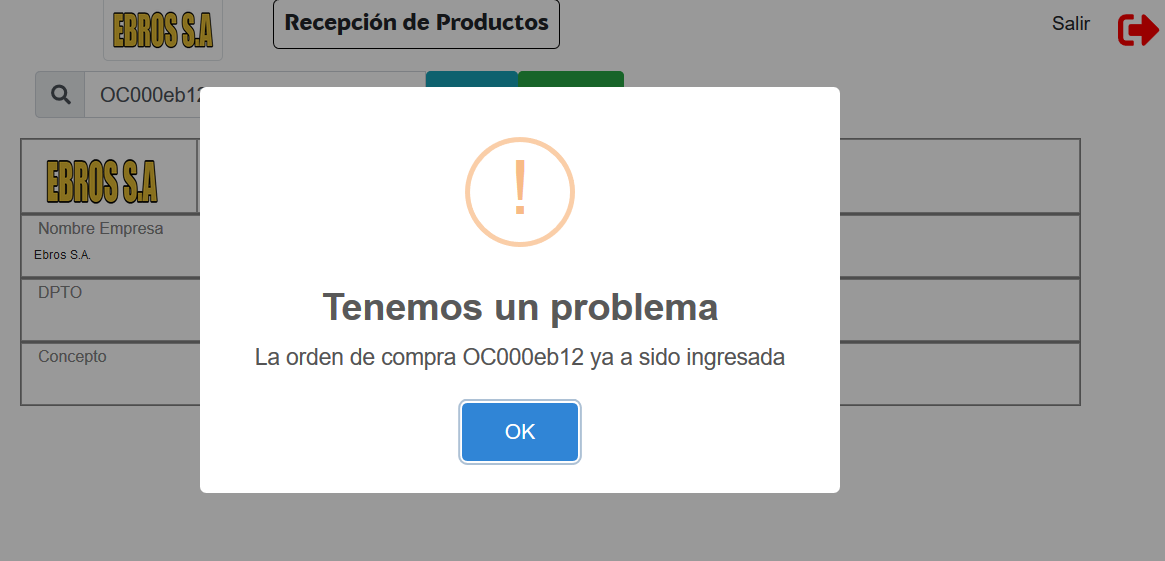 EBROS S.A
Recepción de Productos
Salir
OC000eb12
!
Tenemos un problema
La orden de compra OC000eb12 ya a sido ingresada
OK
EBROS S.A
Nombre Empresa
Ebros S.A.
DPTO
Concepto